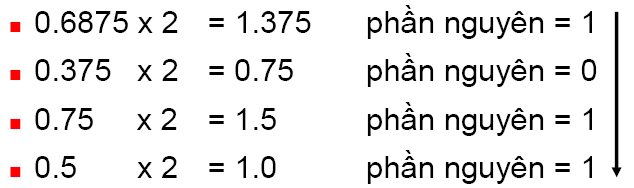 0.6875 x 2 = 1.375 phần nguyên = 1
0.375 x 2 = 0.75 phần nguyên = 0
0.75 x 2 = 1.5 phần nguyên = 1
0.5 x 2 = 1.0 phần nguyên = 1